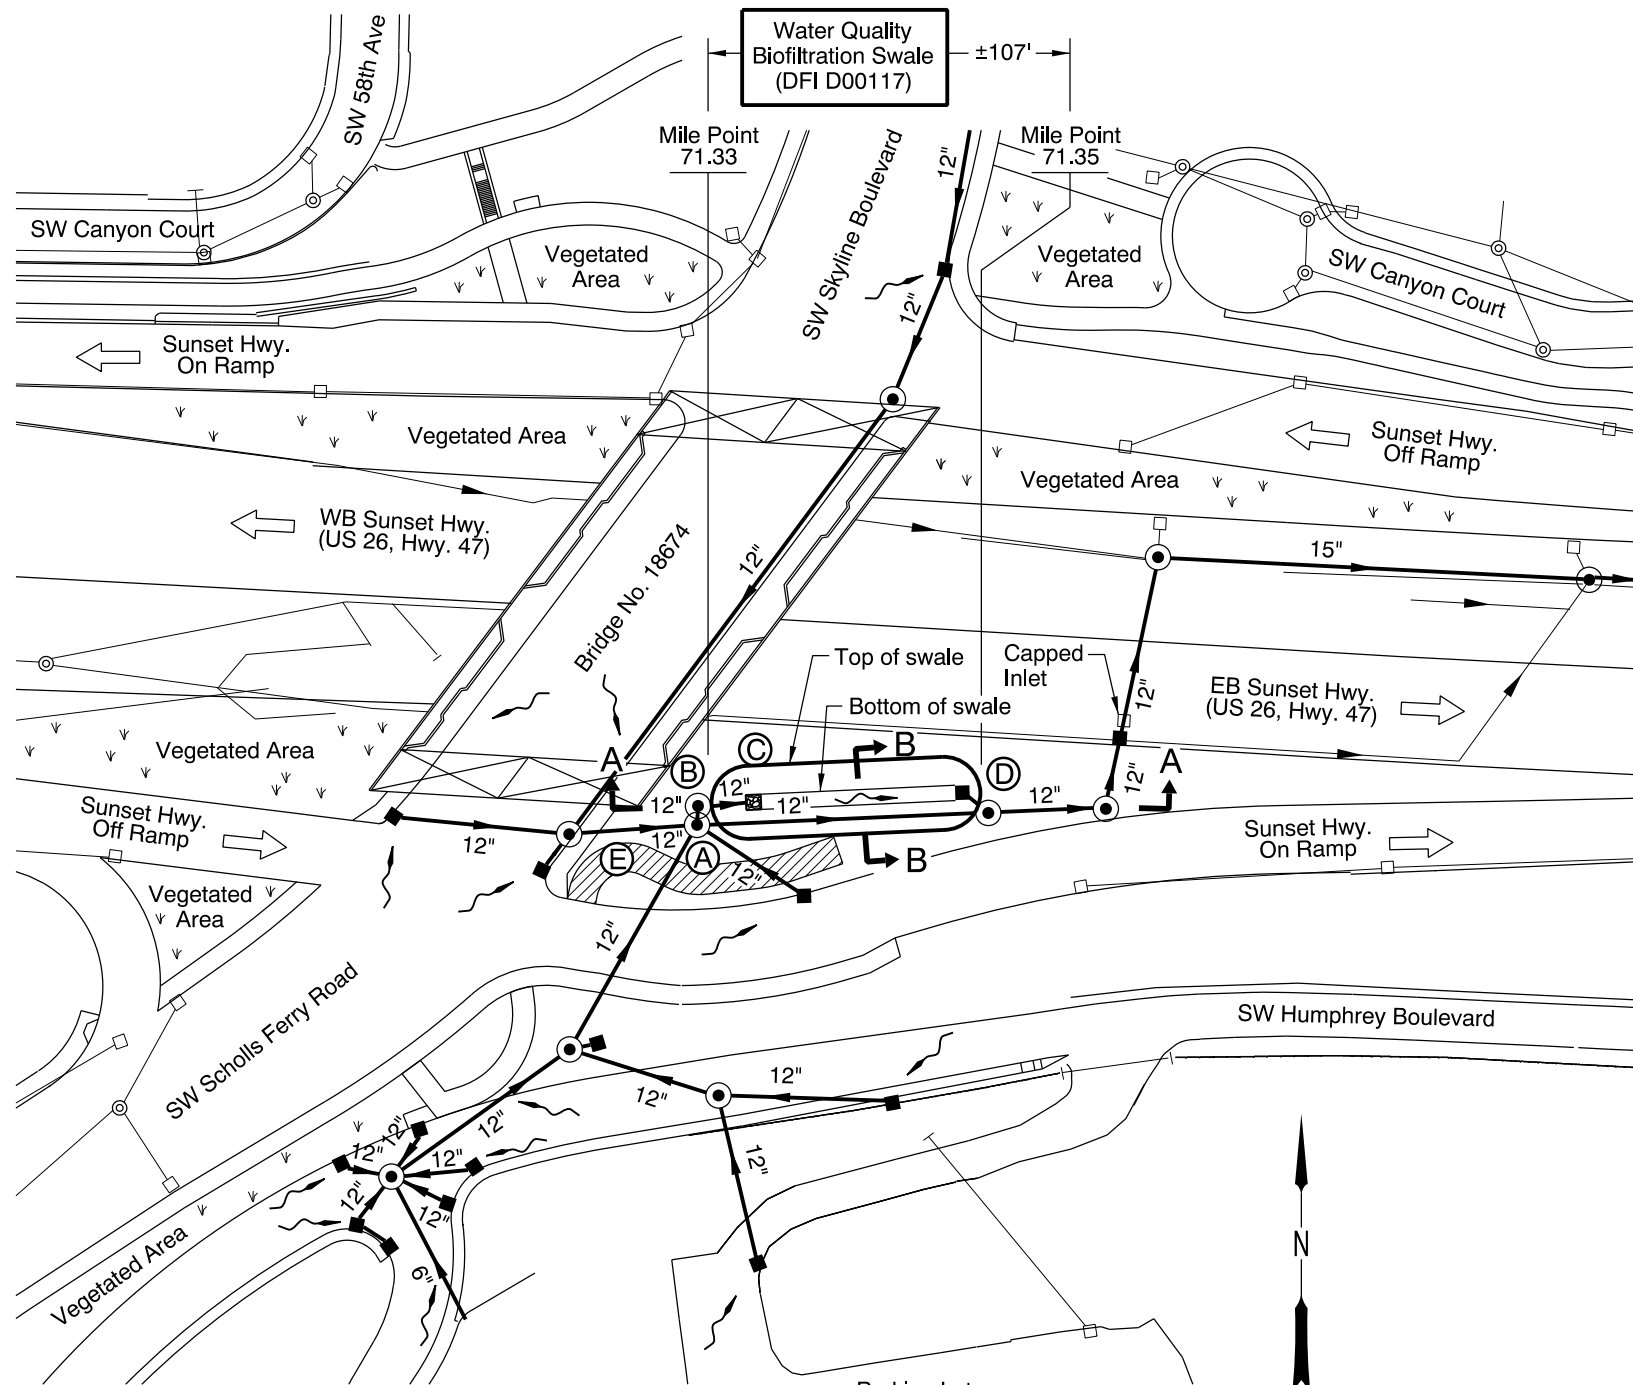 Water Quality
Biofiltration Swale
(DFI D00117)
±107'
SW 58th Ave
Mile Point
71.33
Mile Point
71.35
12"
SW Canyon Court
Vegetated
Area
SW Skyline Boulevard
Vegetated
Area
SW Canyon Court
12"
Sunset Hwy.
On Ramp
Vegetated Area
Sunset Hwy.
Off Ramp
Vegetated Area
WB Sunset Hwy.
(US 26, Hwy. 47)
12"
15"
Bridge No. 18674
Top of swale
Capped
Inlet
12"
EB Sunset Hwy.
(US 26, Hwy. 47)
Bottom of swale
Vegetated Area
A
B
C
B
D
A
12"
12"
12"
12"
12"
Sunset Hwy.
Off Ramp
12"
12"
E
A
12"
B
Sunset Hwy.
On Ramp
Vegetated
Area
12"
SW Scholls Ferry Road
SW Humphrey Boulevard
12"
12"
12"
12"
12"
12"
12"
12"
12"
Vegetated Area
6"
N